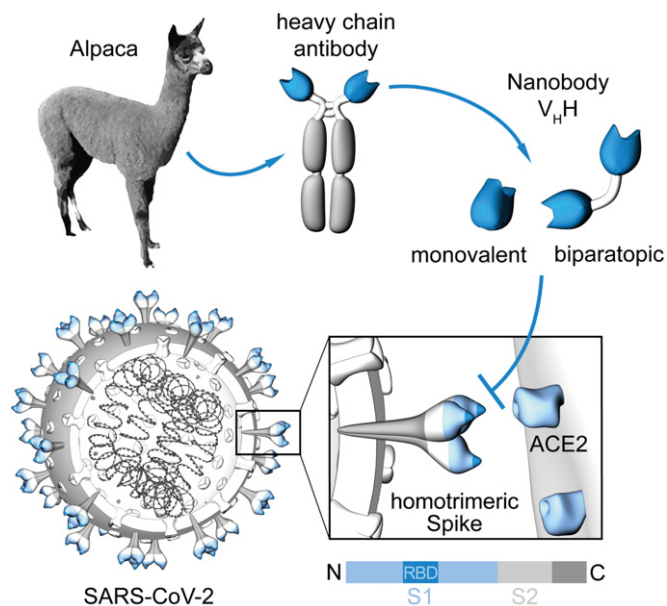 Alpaca
heavy chain
antibody
Nanobody
VHH
monovalent
biparatopic
ACE2
homotrimeric
Spike
N
RBD
C
S1
S2
SARS-CoV-2